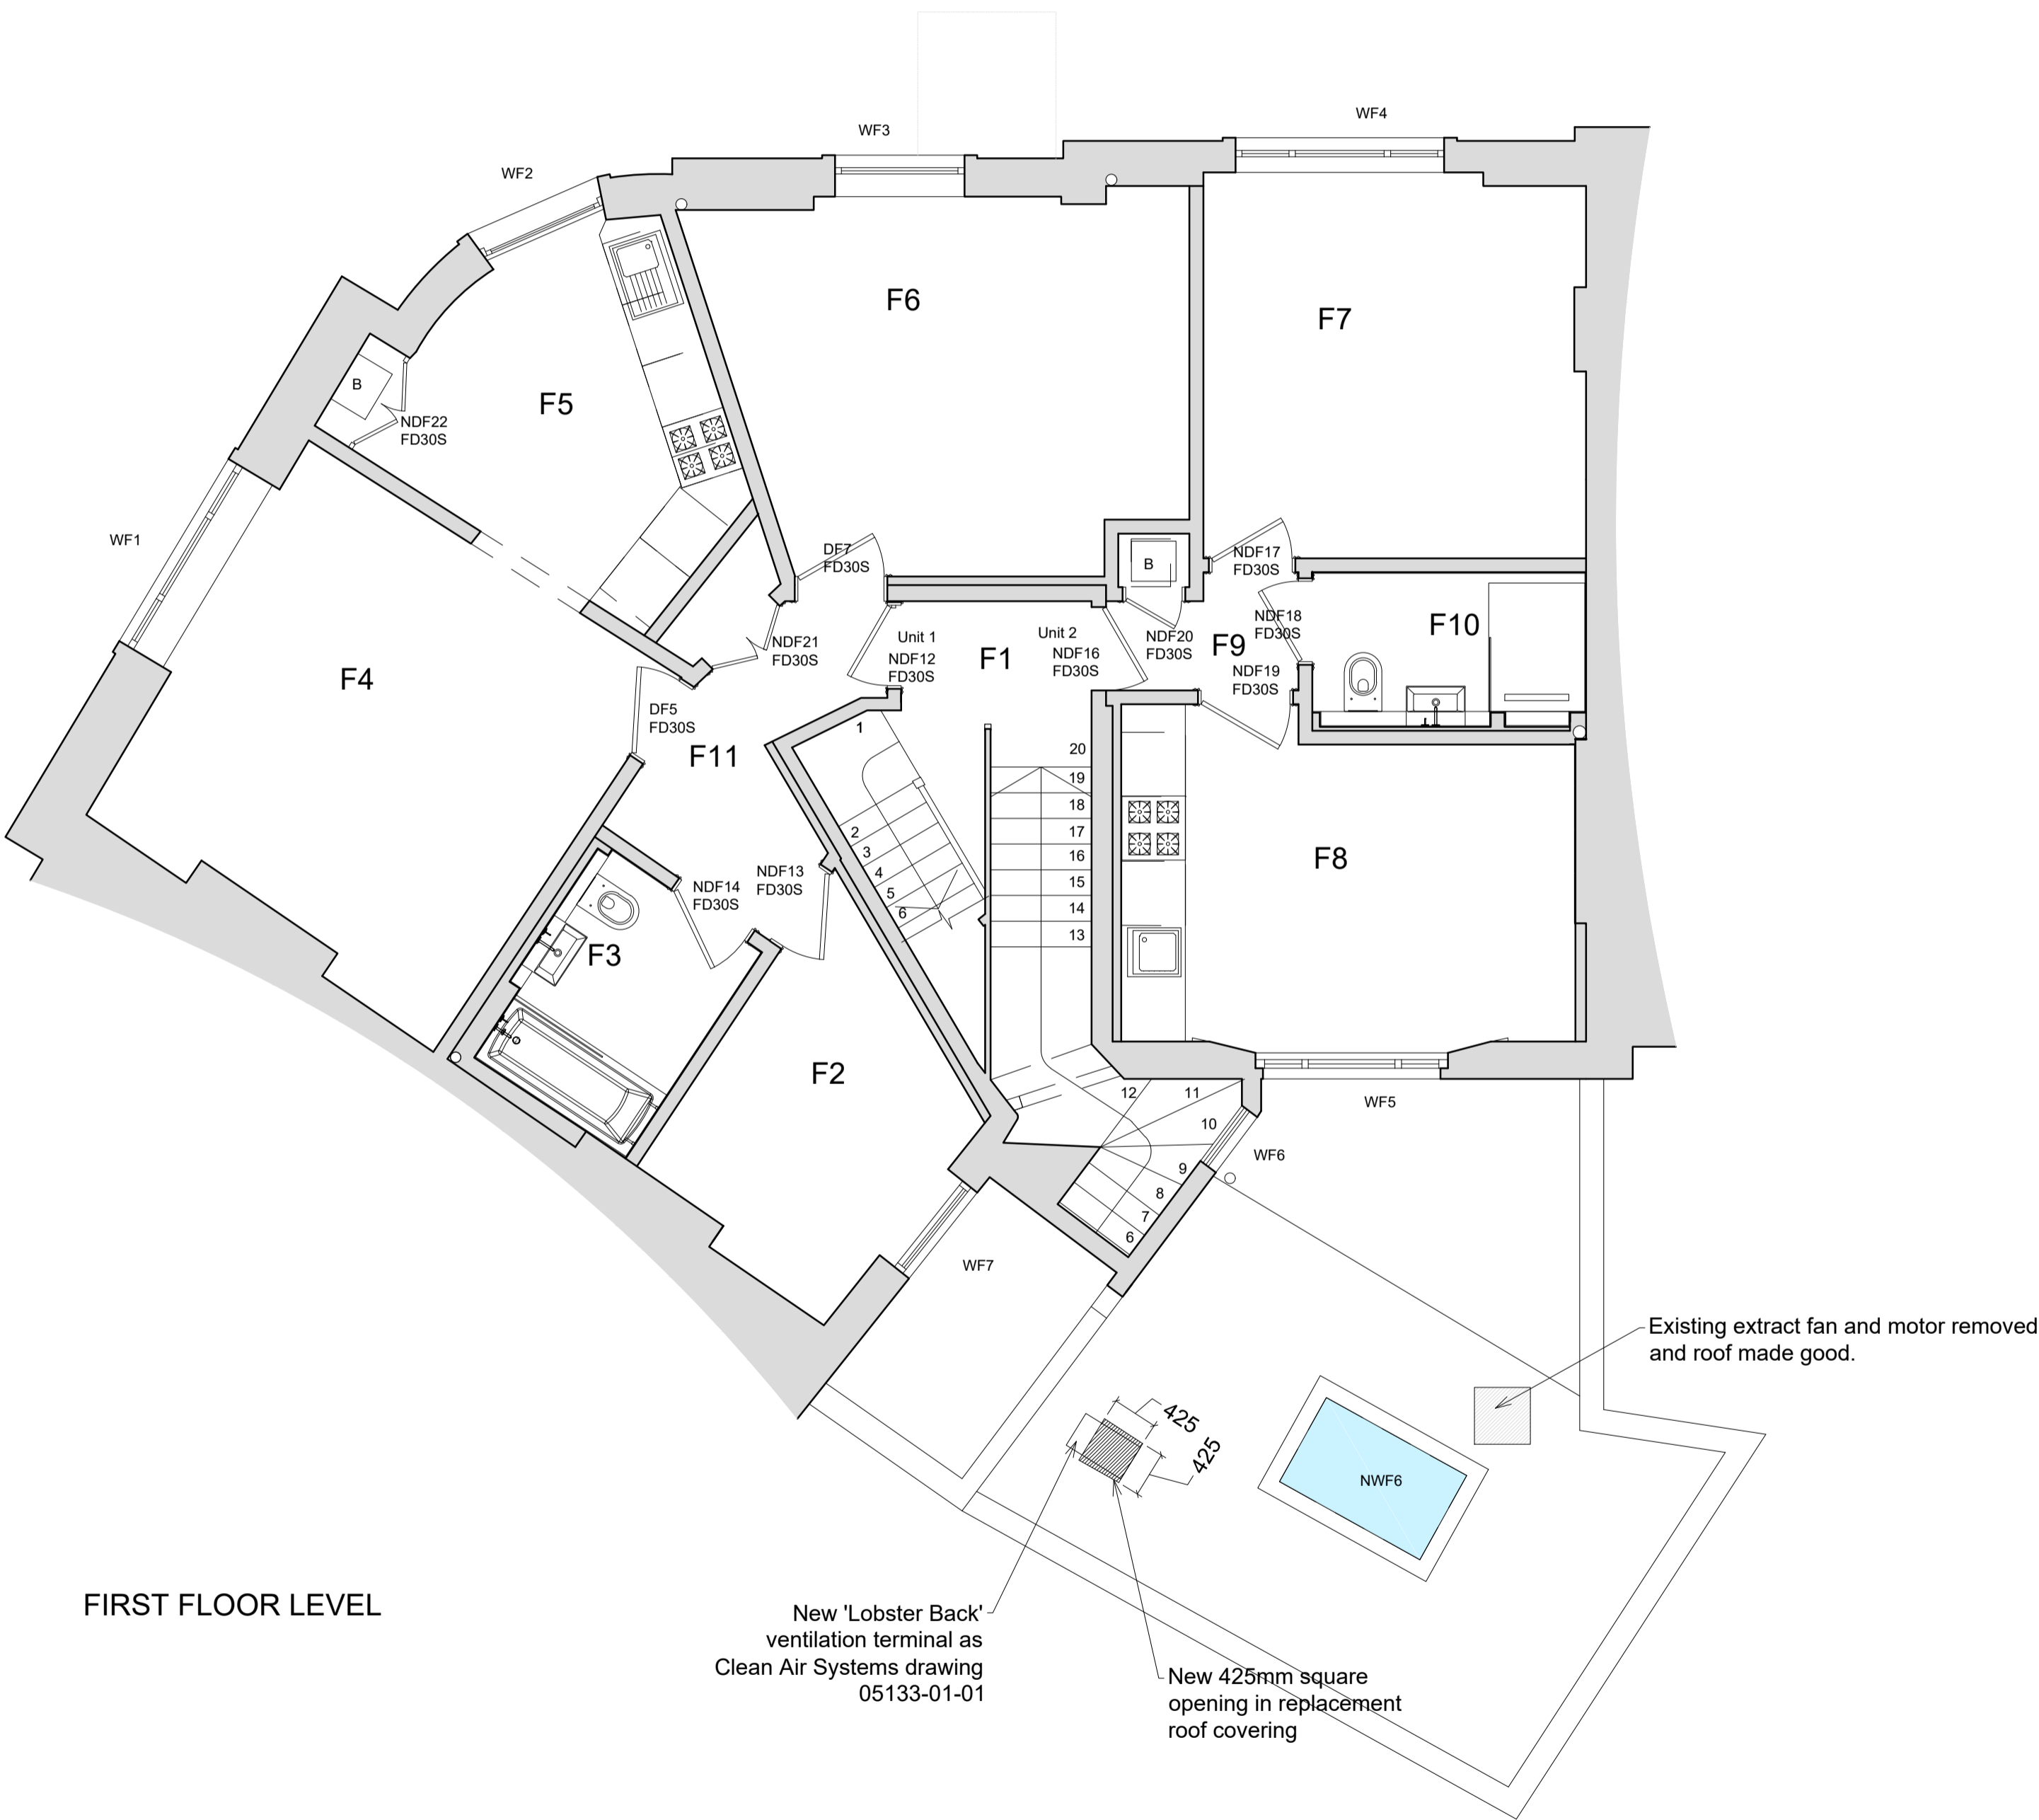 WF4
WF3
WF2
F6
F7
B
F5
NDF22
FD30S
WF1
DF7
FD30S
NDF17
FD30S
B
NDF18
FD30S
F10
Unit 1
NDF12
FD30S
F1
Unit 2
NDF16
FD30S
NDF20
FD30S
F9
NDF19
FD30S
NDF21
FD30S
F4
DF5
FD30S
F11
1
2
3
4
5
6
20
19
18
17
16
15
14
13
F8
NDF13
FD30S
NDF14
FD30S
F3
F2
12
11
10
9
8
7
6
WF5
WF6
WF7
Existing extract fan and motor removed
and roof made good.
425
425
NWF6
FIRST FLOOR LEVEL
New 'Lobster Back'
ventilation terminal as
Clean Air Systems drawing
05133-01-01
New 425mm square
opening in replacement
roof covering